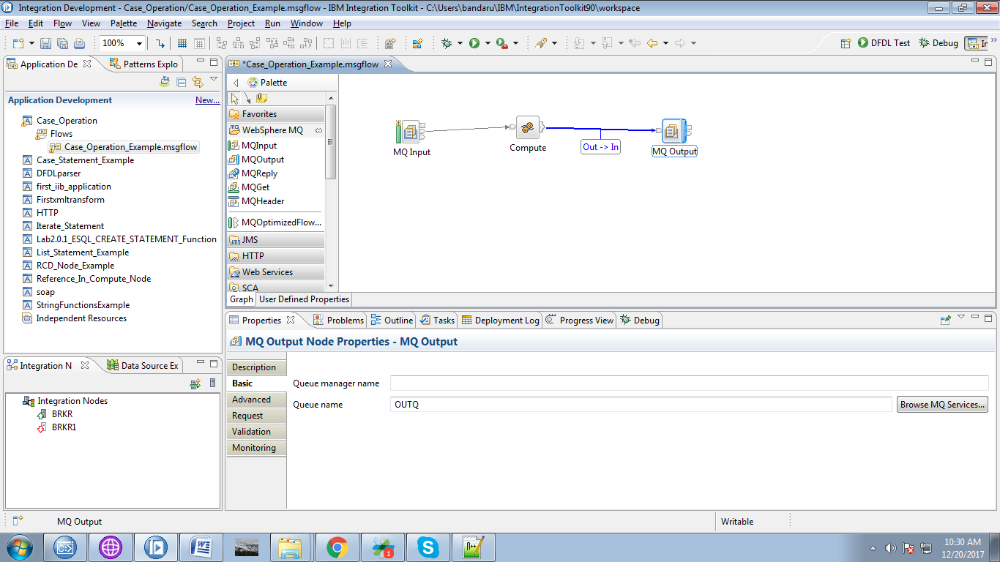 Integration Development - Case_Operation/Case_Operation_Example.msgflow - IBM Integration Toolkit - C:\Users\bandaru\IBM\IntegrationToolkit90\workspace
File Edit Flow View Palette Navigate Search Project Run Window Help
100% DFDL Test Debug In
Application De Patterns Explo
Application Development New...
Case_Operation
Flows
Case_Operation_Example.msgflow
Case_Statement_Example
DFDLparser
first_iib_application
Firstxmltransform
HTTP
Iterate_Statement
Lab2.0.1_ESQL_CREATE_STATEMENT_Function
List_Statement_Example
RCD_Node_Example
Reference_In_Compute_Node
soap
StringFunctionsExample
Independent Resources
Integration N Data Source Ex
Integration Nodes
BRKR
BRKR1
*Case_Operation_Example.msgflow
Palette
Favorites
WebSphere MQ
MQInput
MQOutput
MQReply
MQGet
MQHeader
MQOptimizedFlow...
JMS
HTTP
Web Services
SCA
MQ Input
Compute
Out -> In
MQ Output
Graph User Defined Properties
Properties Problems Outline Tasks Deployment Log Progress View Debug
MQ Output Node Properties - MQ Output
Description
Basic
Advanced
Request
Validation
Monitoring
Queue manager name
Queue name OUTQ Browse MQ Services...
MQ Output Writable
10:30 AM
12/20/2017